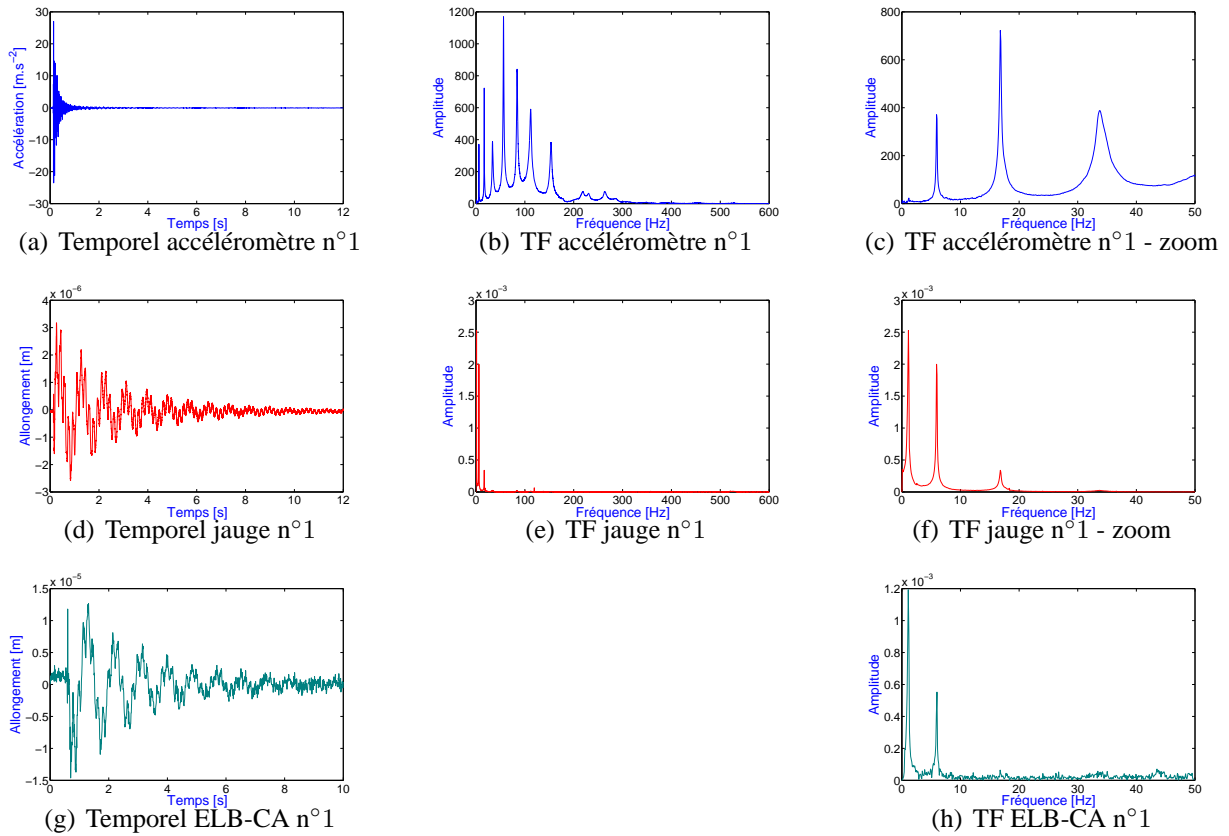 30
20
10
0
−10
−20
−30
0 2 4 6 8 10 12
Accélération [m.s−2]
Temps [s]
(a) Temporel accéléromètre n°1
1200
1000
800
600
400
200
0
0 100 200 300 400 500 600
Amplitude
Fréquence [Hz]
(b) TF accéléromètre n°1
800
600
400
200
0
0 10 20 30 40 50
Amplitude
Fréquence [Hz]
(c) TF accéléromètre n°1 - zoom
x 10−6
4
3
2
1
0
−1
−2
−3
0 2 4 6 8 10 12
Allongement [m]
Temps [s]
(d) Temporel jauge n°1
x 10−3
3
2.5
2
1.5
1
0.5
0
0 100 200 300 400 500 600
Amplitude
Fréquence [Hz]
(e) TF jauge n°1
x 10−3
3
2.5
2
1.5
1
0.5
0
0 10 20 30 40 50
Amplitude
Fréquence [Hz]
(f) TF jauge n°1 - zoom
x 10−5
1.5
1
0.5
0
−0.5
−1
−1.5
0 2 4 6 8 10
Allongement [m]
Temps [s]
(g) Temporel ELB-CA n°1
x 10−3
1.2
1
0.8
0.6
0.4
0.2
0
0 10 20 30 40 50
Amplitude
Fréquence [Hz]
(h) TF ELB-CA n°1